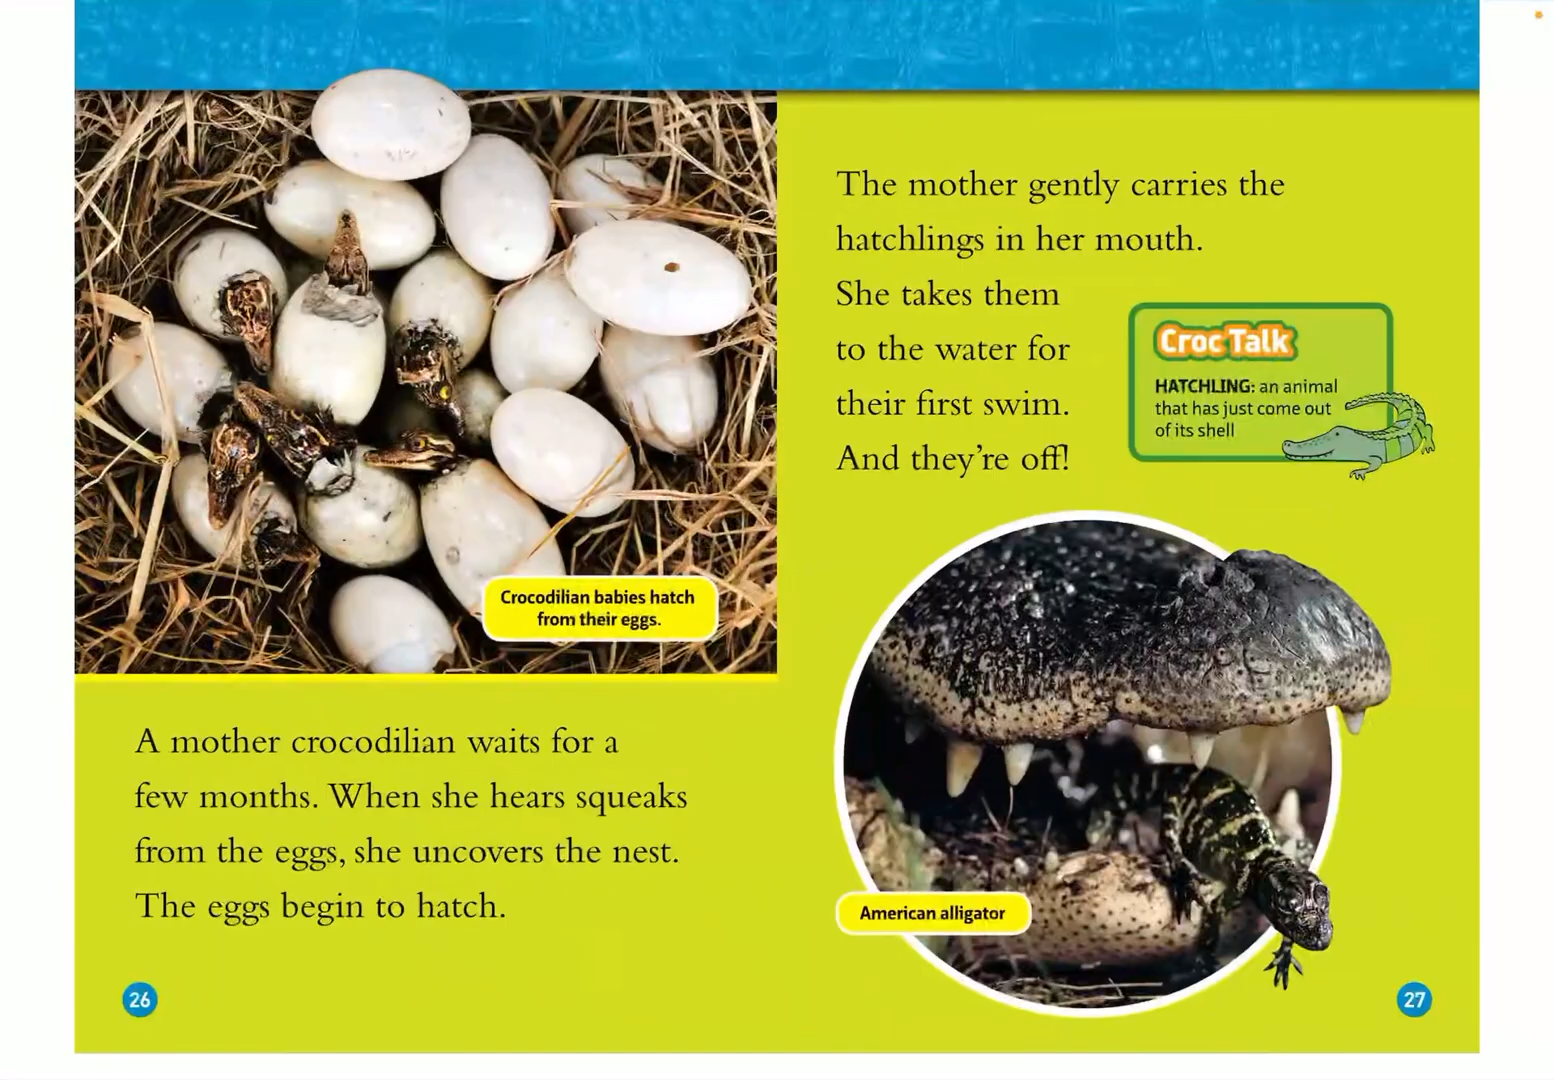 Crocodilian babies hatch
from their eggs.
A mother crocodilian waits for a
few months. When she hears squeaks
from the eggs, she uncovers the nest.
The eggs begin to hatch.
26
The mother gently carries the
hatchlings in her mouth.
She takes them
to the water for
their first swim.
And they're off!
Croc Talk
HATCHLING: an animal
that has just come out
of its shell
American alligator
27